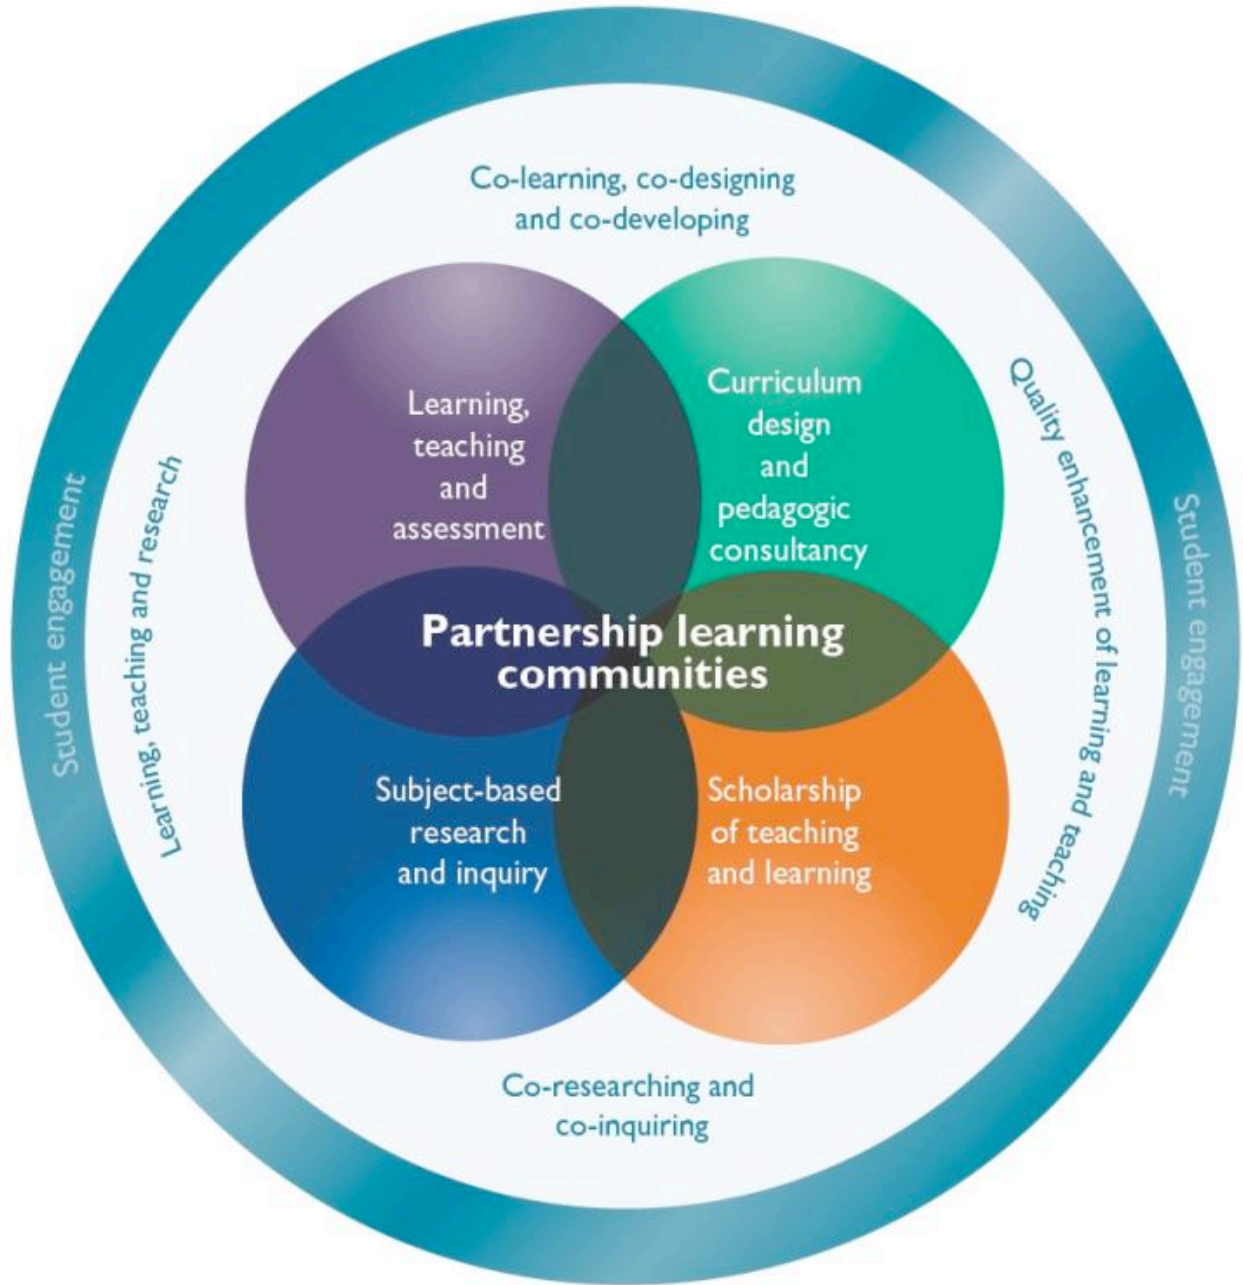 Co-learning, co-designing
and co-developing
Learning,
teaching
and
assessment
Curriculum
design
and
pedagogic
consultancy
Student engagement
Learning, teaching and research
Partnership learning
communities
Quality enhancement of learning and teaching
Student engagement
Subject-based
research
and inquiry
Scholarship
of teaching
and learning
Co-researching and
co-inquiring